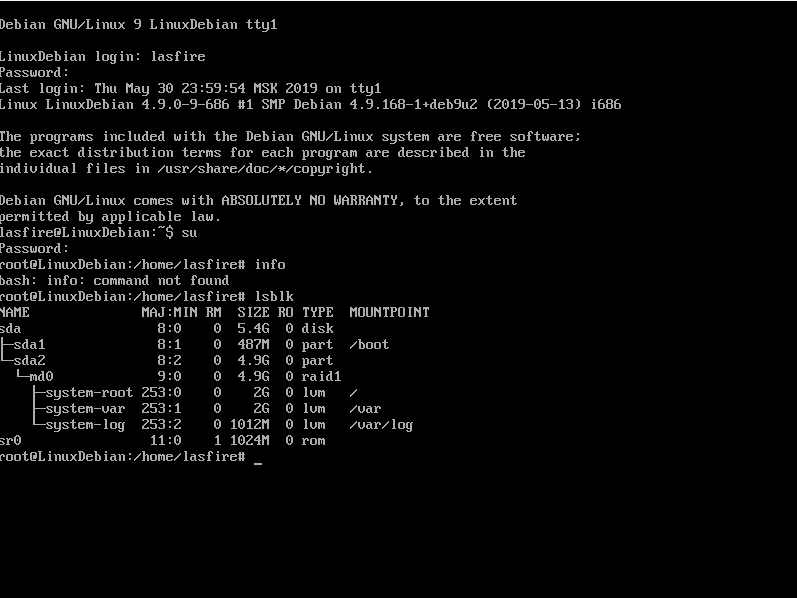 Debian GNU/Linux 9 LinuxDebian tty1
LinuxDebian login: lasfire
Password:
Last login: Thu May 30 23:59:54 MSK 2019 on tty1
Linux LinuxDebian 4.9.0-9-686 #1 SMP Debian 4.9.168-1+deb9u2 (2019-05-13) i686
The programs included with the Debian GNU/Linux system are free software;
the exact distribution terms for each program are described in the
individual files in /usr/share/doc/*/copyright.
Debian GNU/Linux comes with ABSOLUTELY NO WARRANTY, to the extent
permitted by applicable law.
lasfire@LinuxDebian:~$ su
Password:
root@LinuxDebian:/home/lasfire# info
bash: info: command not found
root@LinuxDebian:/home/lasfire# lsblk
NAME              MAJ:MIN RM  SIZE RO TYPE  MOUNTPOINT
sda                 8:0    0  5.4G  0 disk
├─sda1              8:1    0  487M  0 part  /boot
└─sda2              8:2    0  4.9G  0 part
  └─md0             9:0    0  4.9G  0 raid1
    ├─system-root 253:0    0    2G  0 lvm   /
    ├─system-var  253:1    0    2G  0 lvm   /var
    └─system-log  253:2    0 1012M  0 lvm   /var/log
sr0                11:0    1 1024M  0 rom
root@LinuxDebian:/home/lasfire# _